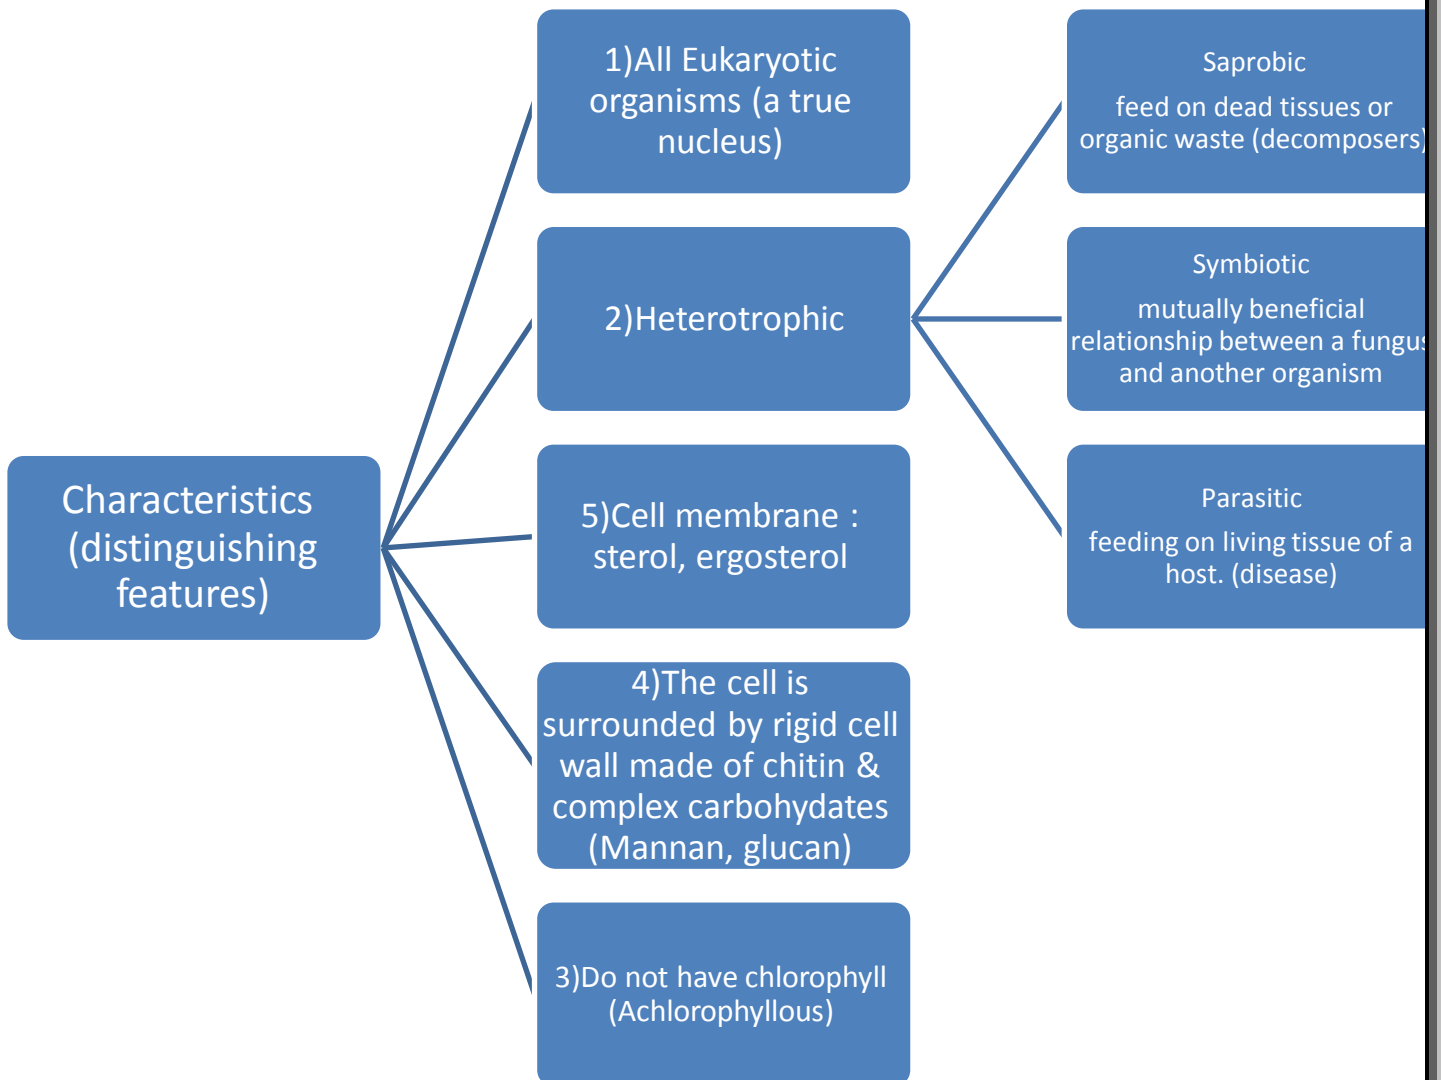 Characteristics
(distinguishing
features)
1)All Eukaryotic
organisms (a true
nucleus)
2)Heterotrophic
5)Cell membrane :
sterol, ergosterol
4)The cell is
surrounded by rigid cell
wall made of chitin &
complex carbohydates
(Mannan, glucan)
3)Do not have chlorophyll
(Achlorophyllous)
Saprobic
feed on dead tissues or
organic waste (decomposers)
Symbiotic
mutually beneficial
relationship between a fungus
and another organism
Parasitic
feeding on living tissue of a
host. (disease)